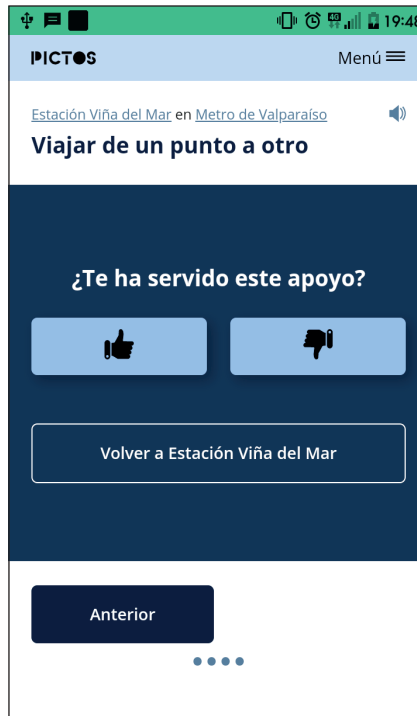 4G 19:48
PICTOS Menú
Estación Viña del Mar en Metro de Valparaíso
Viajar de un punto a otro
¿Te ha servido este apoyo?
Volver a Estación Viña del Mar
Anterior